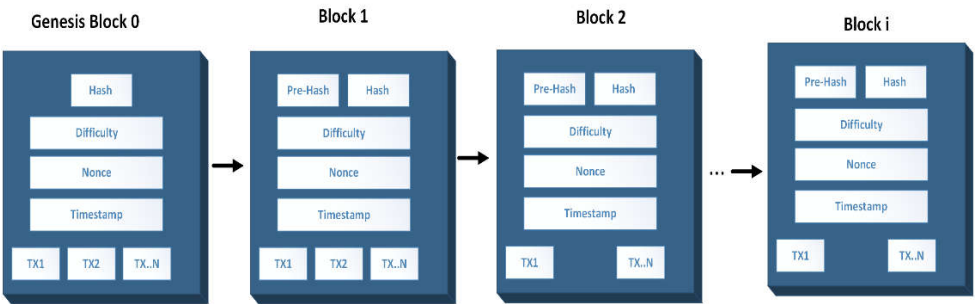 Genesis Block 0
Hash
Difficulty
Nonce
Timestamp
TX1 TX2 TX..N
Block 1
Pre-Hash Hash
Difficulty
Nonce
Timestamp
TX1 TX2 TX..N
Block 2
Pre-Hash Hash
Difficulty
Nonce
Timestamp
TX1 TX..N
...
Block i
Pre-Hash Hash
Difficulty
Nonce
Timestamp
TX1 TX..N